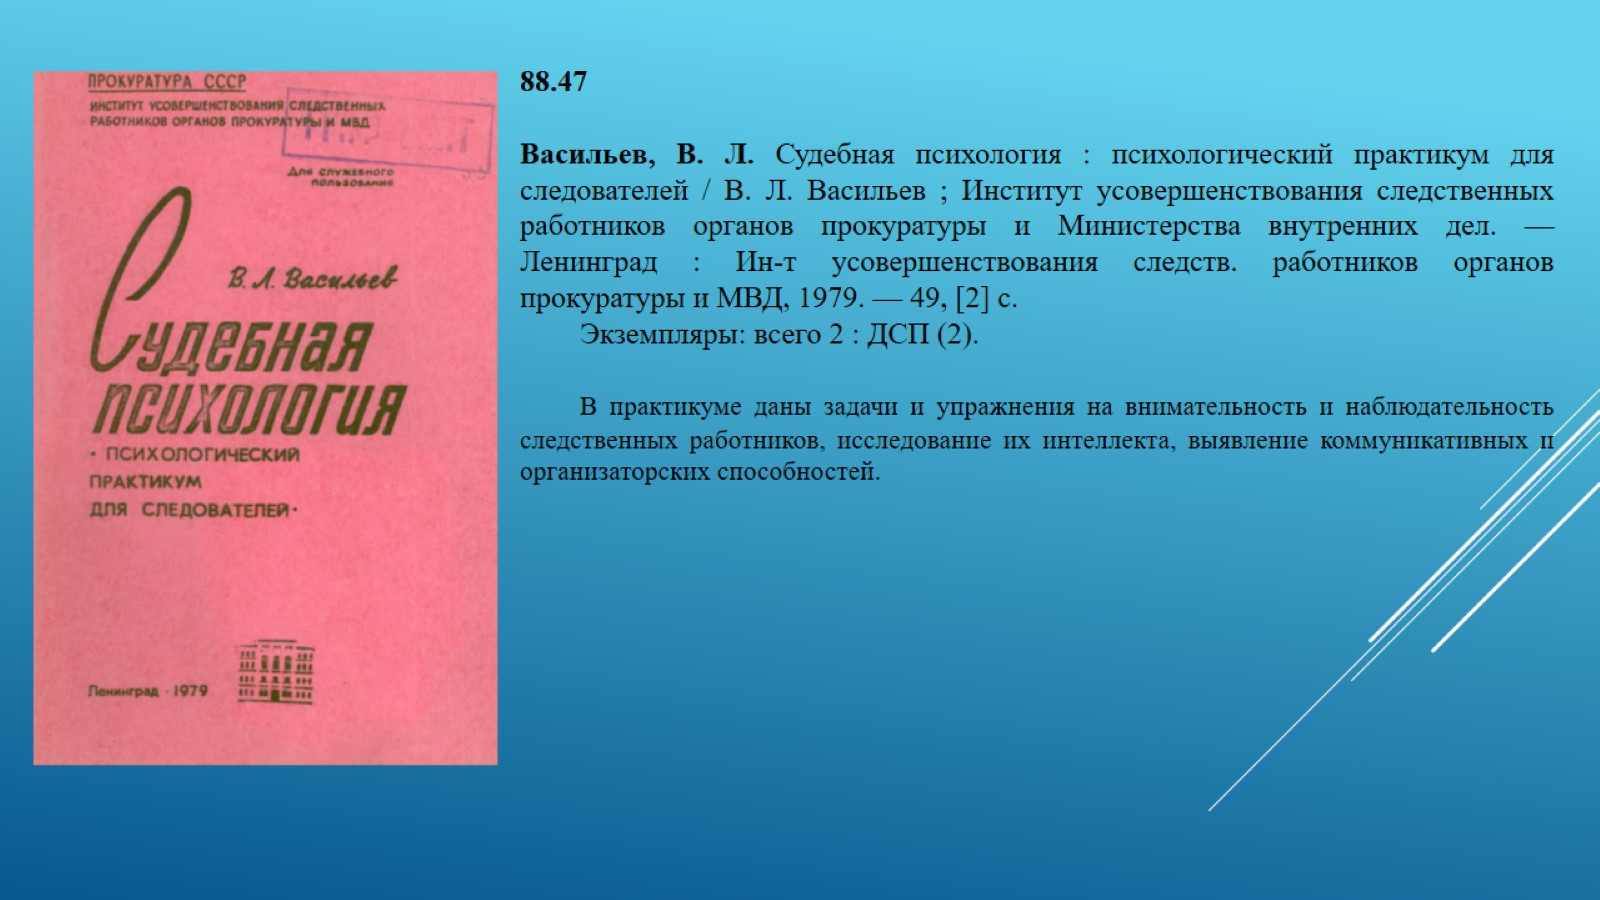 ПРОКУРАТУРА СССР
ИНСТИТУТ УСОВЕРШЕНСТВОВАНИЯ СЛЕДСТВЕННЫХ
РАБОТНИКОВ ОРГАНОВ ПРОКУРАТУРЫ И МВД
Для служебного
пользования
В. Л. Васильев
Судебная
психология
· ПСИХОЛОГИЧЕСКИЙ
ПРАКТИКУМ
ДЛЯ СЛЕДОВАТЕЛЕЙ ·
Ленинград · 1979
88.47
Васильев, В. Л. Судебная психология : психологический практикум для
следователей / В. Л. Васильев ; Институт усовершенствования следственных
работников органов прокуратуры и Министерства внутренних дел. —
Ленинград : Ин-т усовершенствования следств. работников органов
прокуратуры и МВД, 1979. — 49, [2] с.
Экземпляры: всего 2 : ДСП (2).
В практикуме даны задачи и упражнения на внимательность и наблюдательность
следственных работников, исследование их интеллекта, выявление коммуникативных и
организаторских способностей.